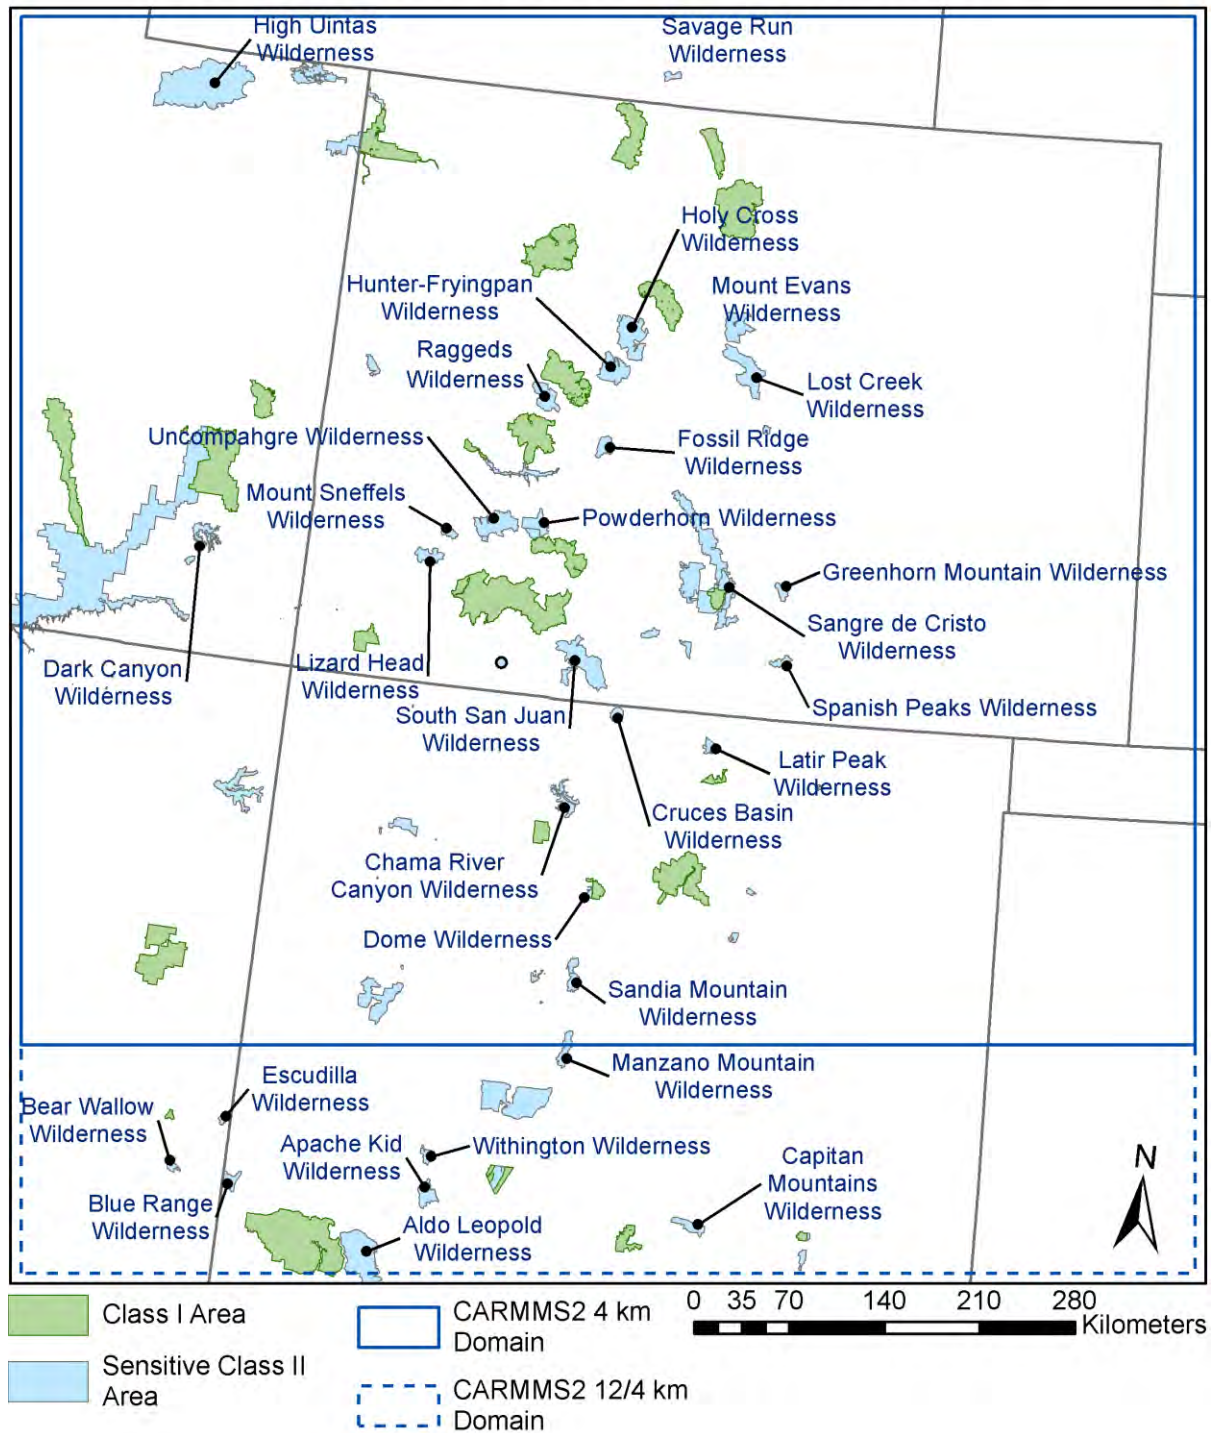 High Uintas
Wilderness
Savage Run
Wilderness
Holy Cross
Wilderness
Hunter-Fryingpan
Wilderness
Mount Evans
Wilderness
Raggeds
Wilderness
Lost Creek
Wilderness
Uncompahgre Wilderness
Fossil Ridge
Wilderness
Mount Sneffels
Wilderness
Powderhorn Wilderness
Greenhorn Mountain Wilderness
Sangre de Cristo
Wilderness
Dark Canyon
Wilderness
Lizard Head
Wilderness
South San Juan
Wilderness
Spanish Peaks Wilderness
Latir Peak
Wilderness
Cruces Basin
Wilderness
Chama River
Canyon Wilderness
Dome Wilderness
Sandia Mountain
Wilderness
Manzano Mountain
Wilderness
Escudilla
Wilderness
Bear Wallow
Wilderness
Apache Kid
Wilderness
Withington Wilderness
Capitan
Mountains
Wilderness
Blue Range
Wilderness
Aldo Leopold
Wilderness
N
Class I Area
Sensitive Class II
Area
CARMMS2 4 km
Domain
CARMMS2 12/4 km
Domain
0 35 70 140 210 280
Kilometers